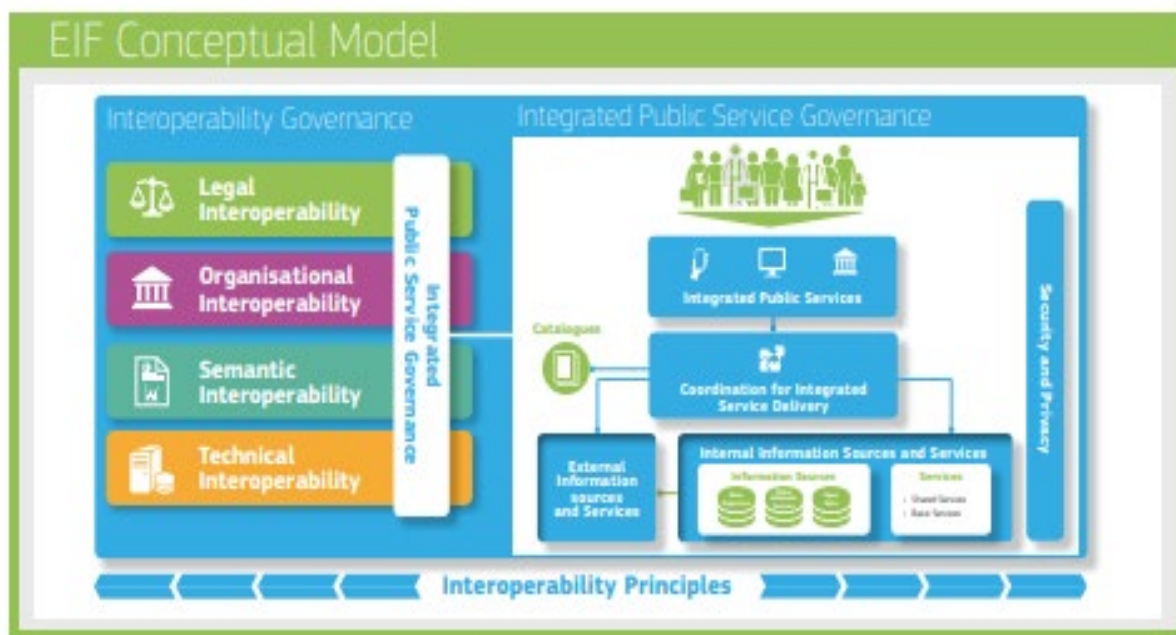 EIF Conceptual Model
Interoperability Governance
Legal
Interoperability
Organisational
Interoperability
Semantic
Interoperability
Technical
Interoperability
Integrated
Public Service Governance
Integrated Public Service Governance
Integrated Public Services
Catalogues
Coordination for Integrated
Service Delivery
External
Information
sources
and Services
Internal Information Sources and Services
Information Sources
Services
Shared Services
Base Services
Security and Privacy
Interoperability Principles